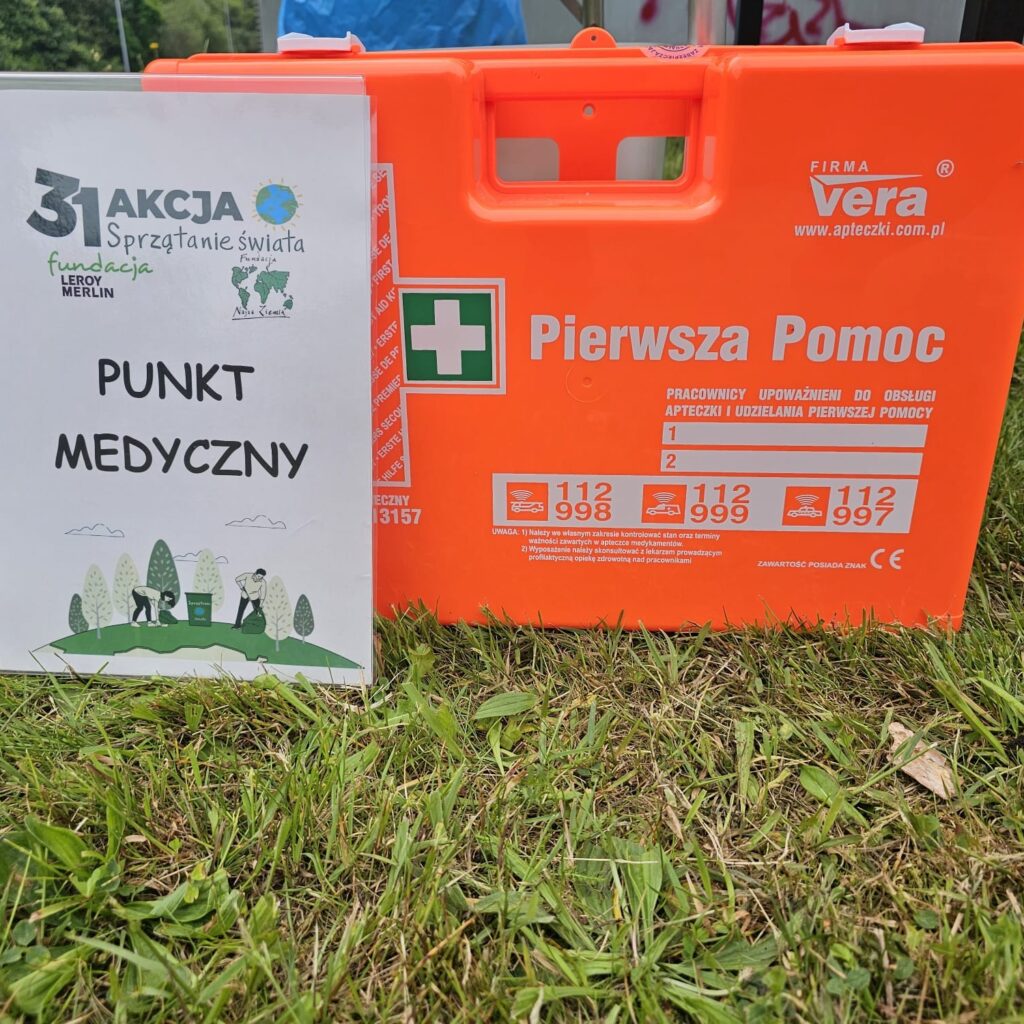 31 AKCJA
Sprzątanie świata
fundacja
LEROY
MERLIN
Fundacja
Nasza Ziemia
PUNKT
MEDYCZNY
Sprzątanie
FIRMA
vera®
www.apteczki.com.pl
Pierwsza Pomoc
PRACOWNICY UPOWAŻNIENI DO OBSŁUGI
APTECZKI I UDZIELANIA PIERWSZEJ POMOCY
1
2
112
998
112
999
112
997
UWAGA: 1) Należy we własnym zakresie kontrolować stan oraz terminy
ważności zawartych w apteczce medykamentów.
2) Wyposażenie należy skonsultować z lekarzem prowadzącym
profilaktyczną opiekę zdrowotną nad pracownikami
ZAWARTOŚĆ POSIADA ZNAK CE
13157